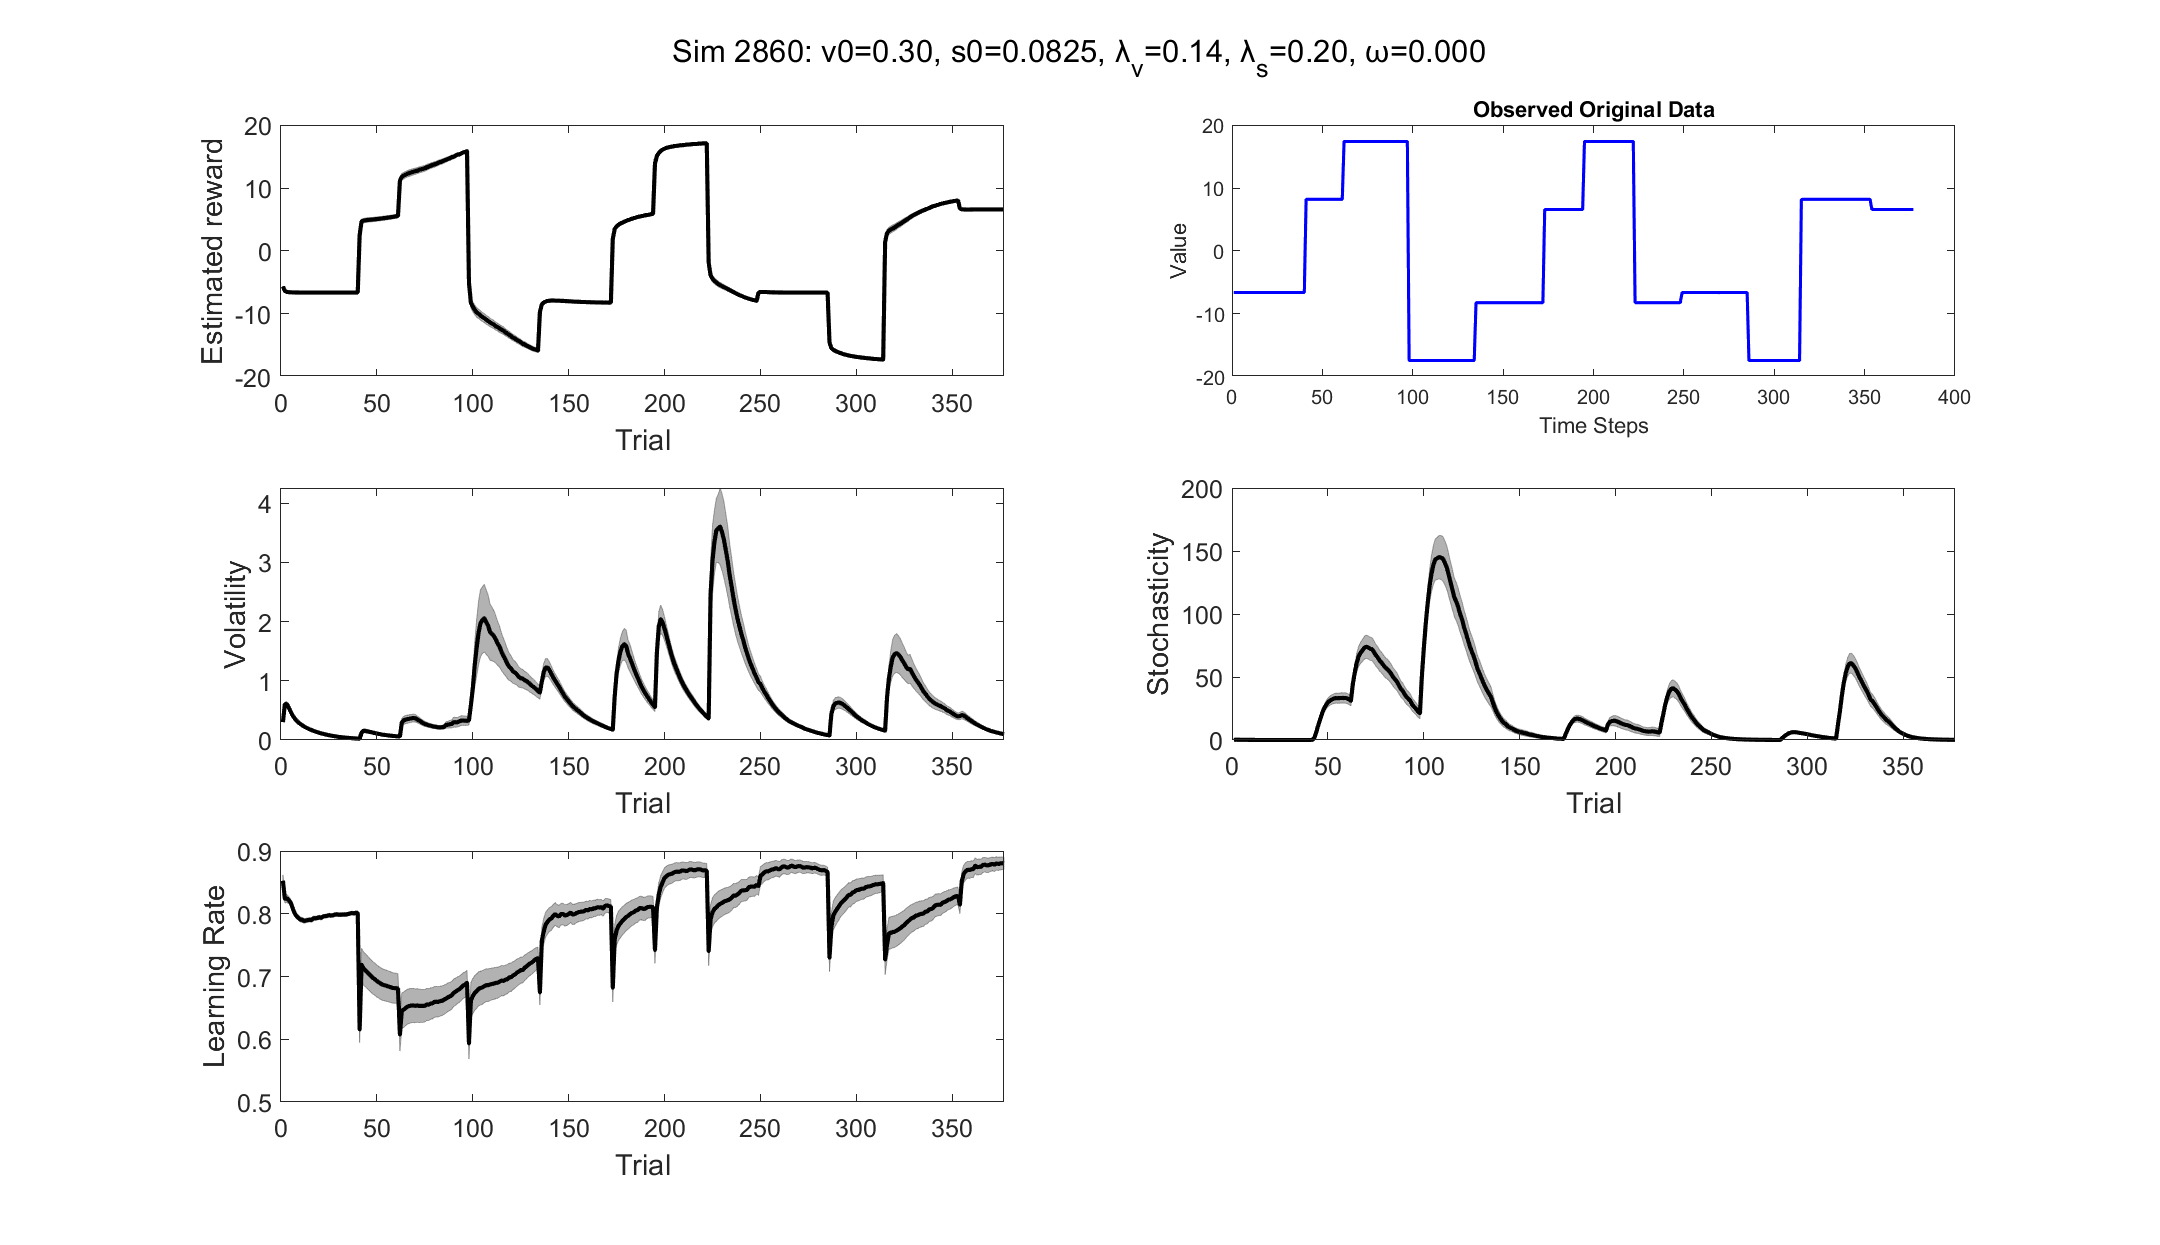 Sim 2860: v0=0.30, s0=0.0825, λv=0.14, λs=0.20, ω=0.000
20
10
0
-10
-20
Estimated reward
0 50 100 150 200 250 300 350
Trial
Observed Original Data
20
10
0
-10
-20
Value
0 50 100 150 200 250 300 350 400
Time Steps
4
3
2
1
0
Volatility
0 50 100 150 200 250 300 350
Trial
200
150
100
50
0
Stochasticity
0 50 100 150 200 250 300 350
Trial
0.9
0.8
0.7
0.6
0.5
Learning Rate
0 50 100 150 200 250 300 350
Trial